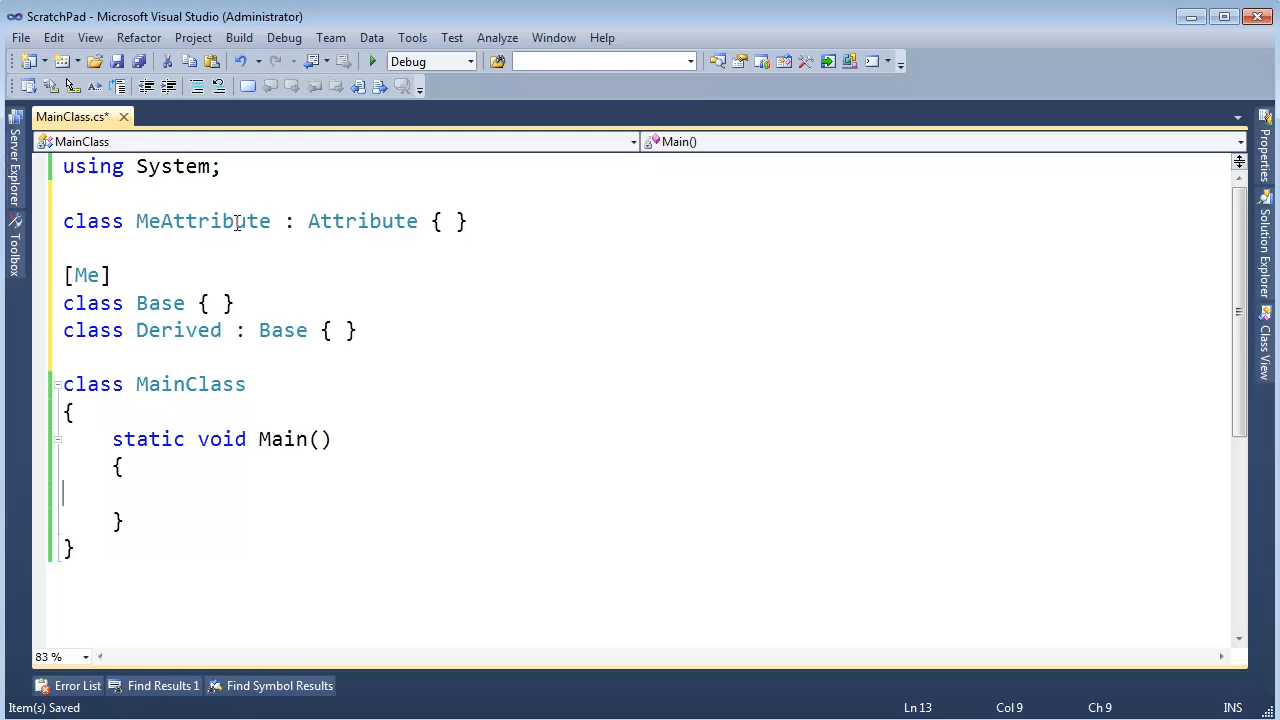 ScratchPad - Microsoft Visual Studio (Administrator)
File Edit View Refactor Project Build Debug Team Data Tools Test Analyze Window Help
Debug
MainClass.cs*
MainClass
Main()
Server Explorer
Toolbox
Properties
Solution Explorer
Class View
using System;
class MeAttribute : Attribute { }
[Me]
class Base { }
class Derived : Base { }
class MainClass
{
static void Main()
{
}
}
83 %
Error List Find Results 1 Find Symbol Results
Item(s) Saved Ln 13 Col 9 Ch 9 INS